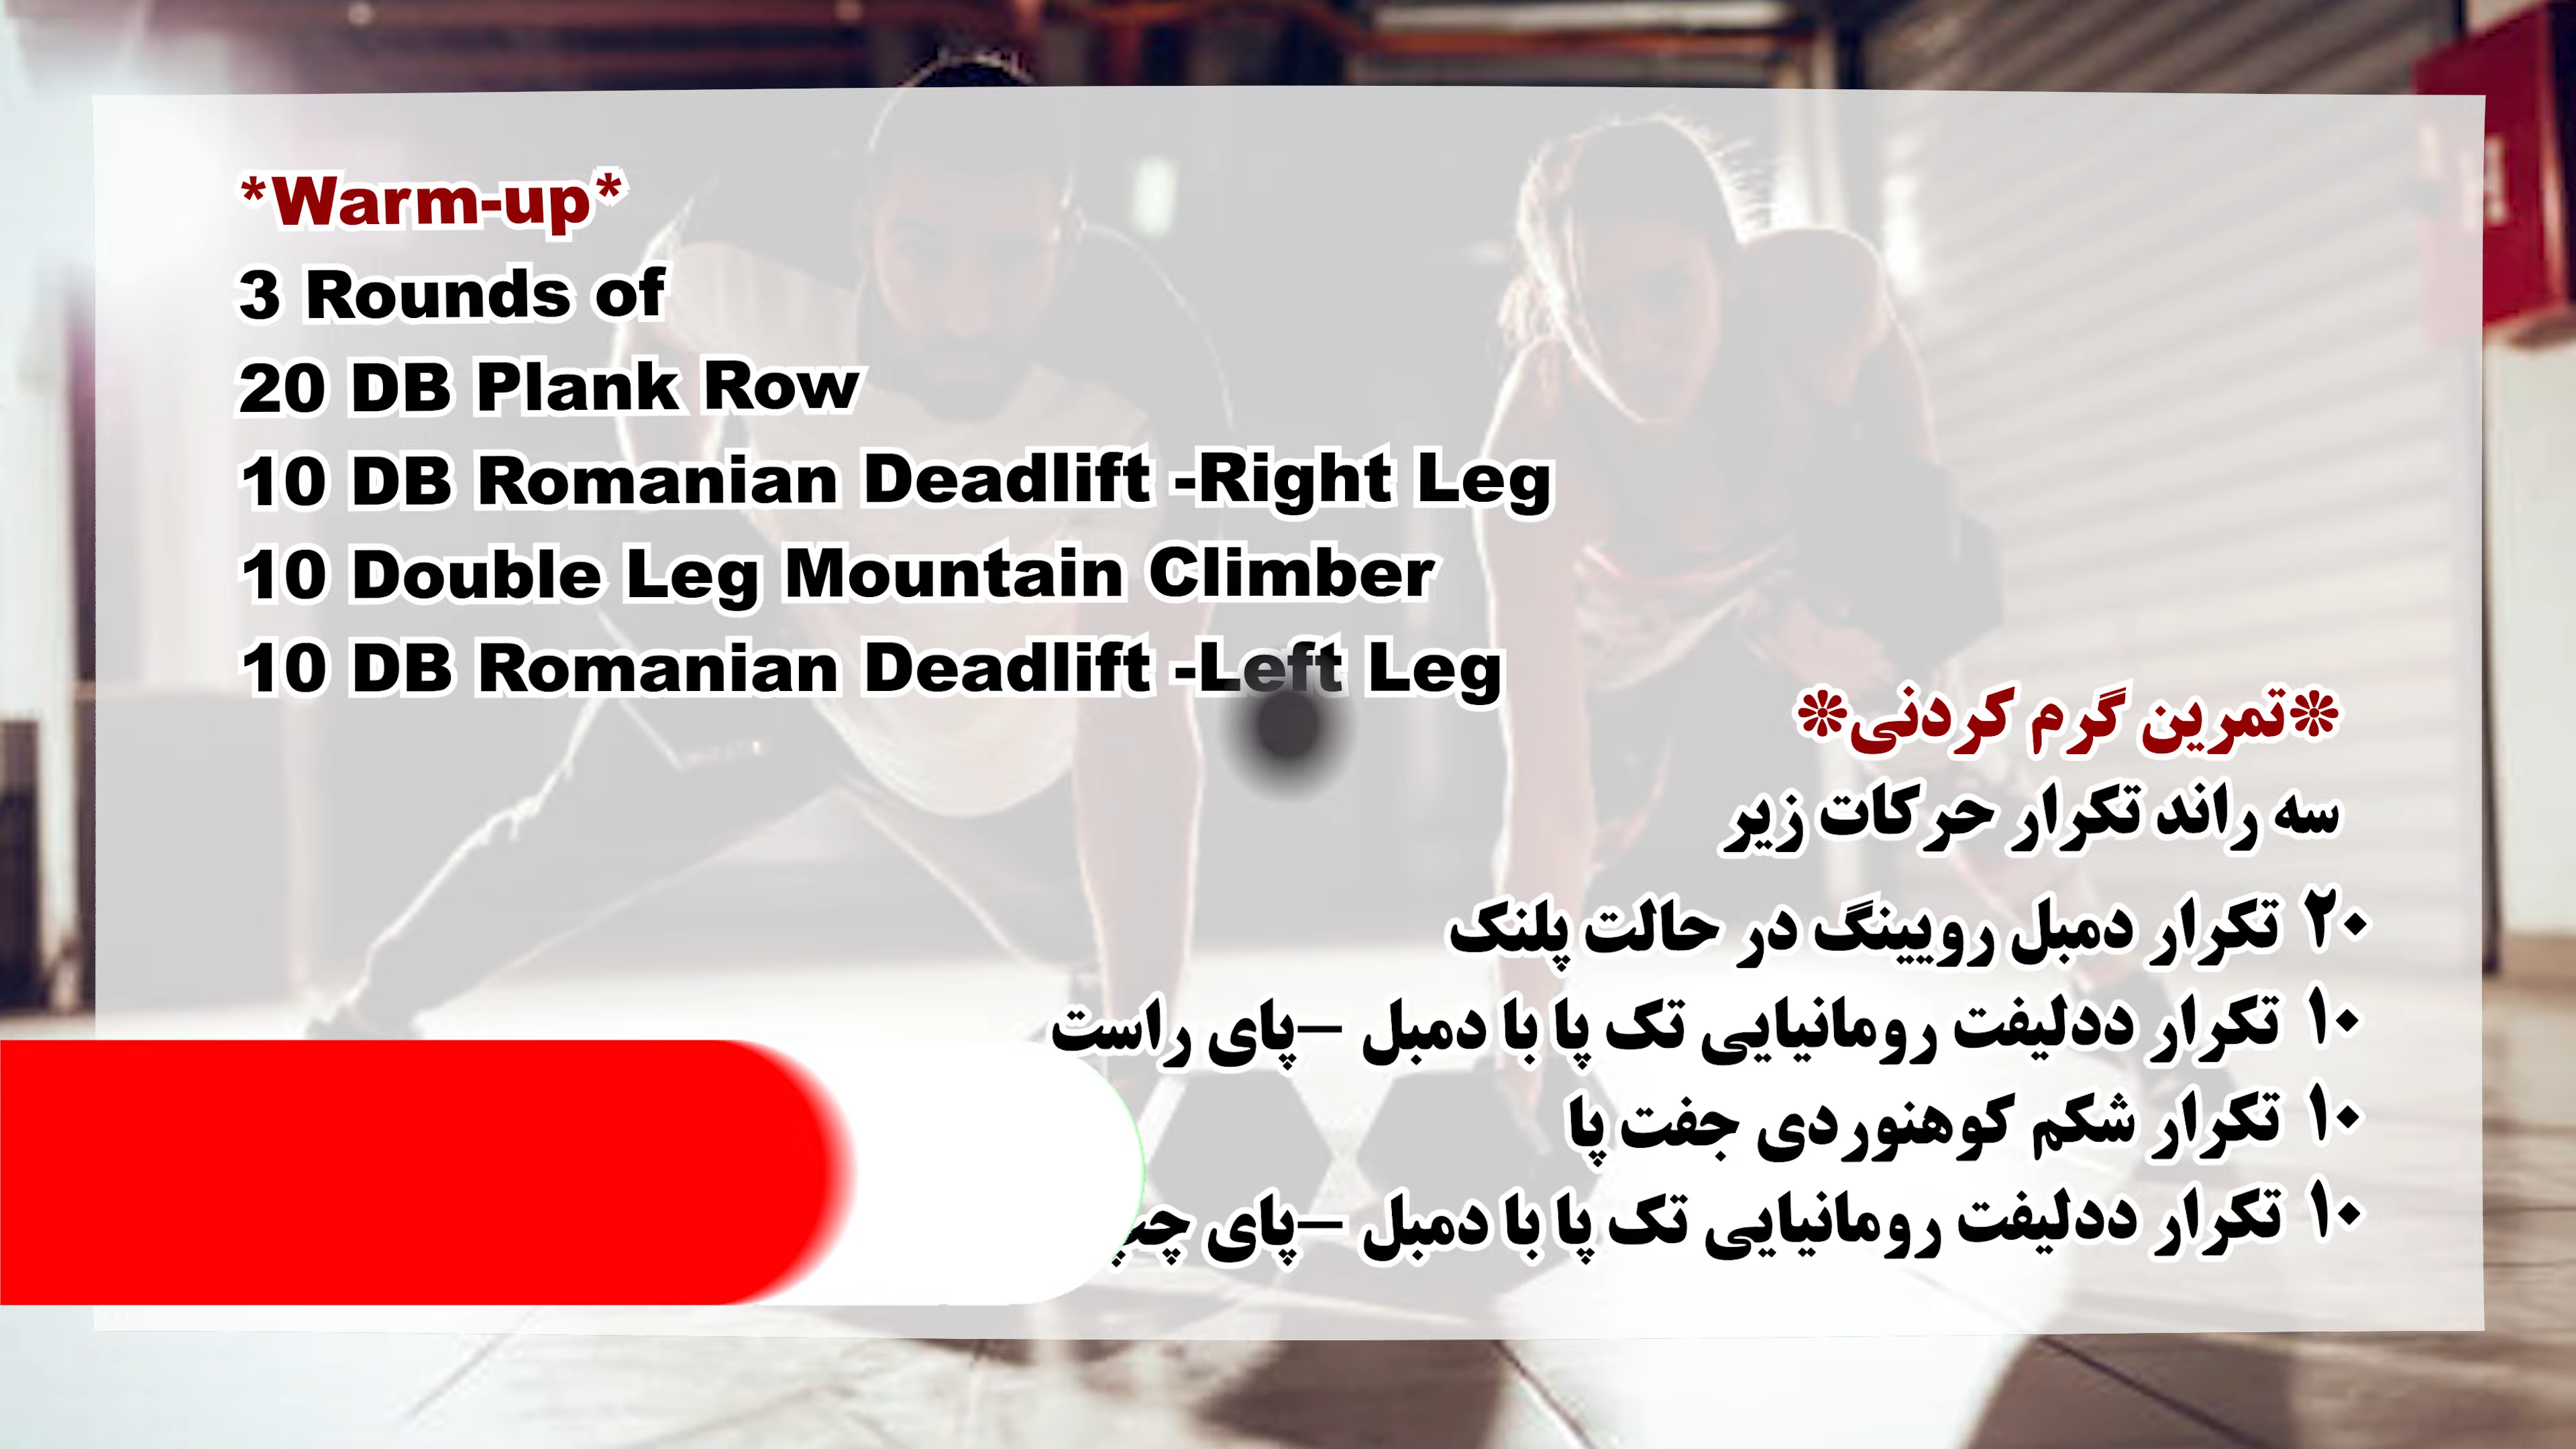 *Warm-up*
3 Rounds of
20 DB Plank Row
10 DB Romanian Deadlift -Right Leg
10 Double Leg Mountain Climber
10 DB Romanian Deadlift -Left Leg
*تمرین گرم کردنی*
سه راند تکرار حرکات زیر
۲۰ تکرار دمبل رویینگ در حالت پلنک
۱۰ تکرار ددلیفت رومانیایی تک پا با دمبل –پای راست
۱۰ تکرار شکم کوهنوردی جفت پا
۱۰ تکرار ددلیفت رومانیایی تک پا با دمبل –پای چپ